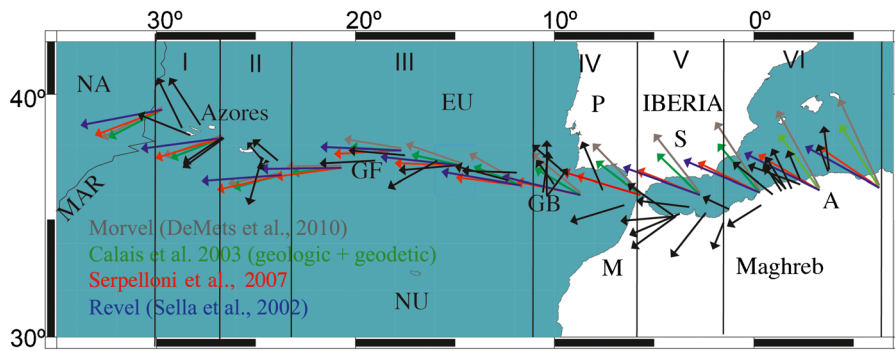 30º 20º 10º 0º
I II III IV V VI
NA EU P IBERIA
40º
Azores S
GF
MAR GB A
Morvel (DeMets et al., 2010)
Calais et al. 2003 (geologic + geodetic)
Serpelloni et al., 2007 M Maghreb
Revel (Sella et al., 2002) NU
30º